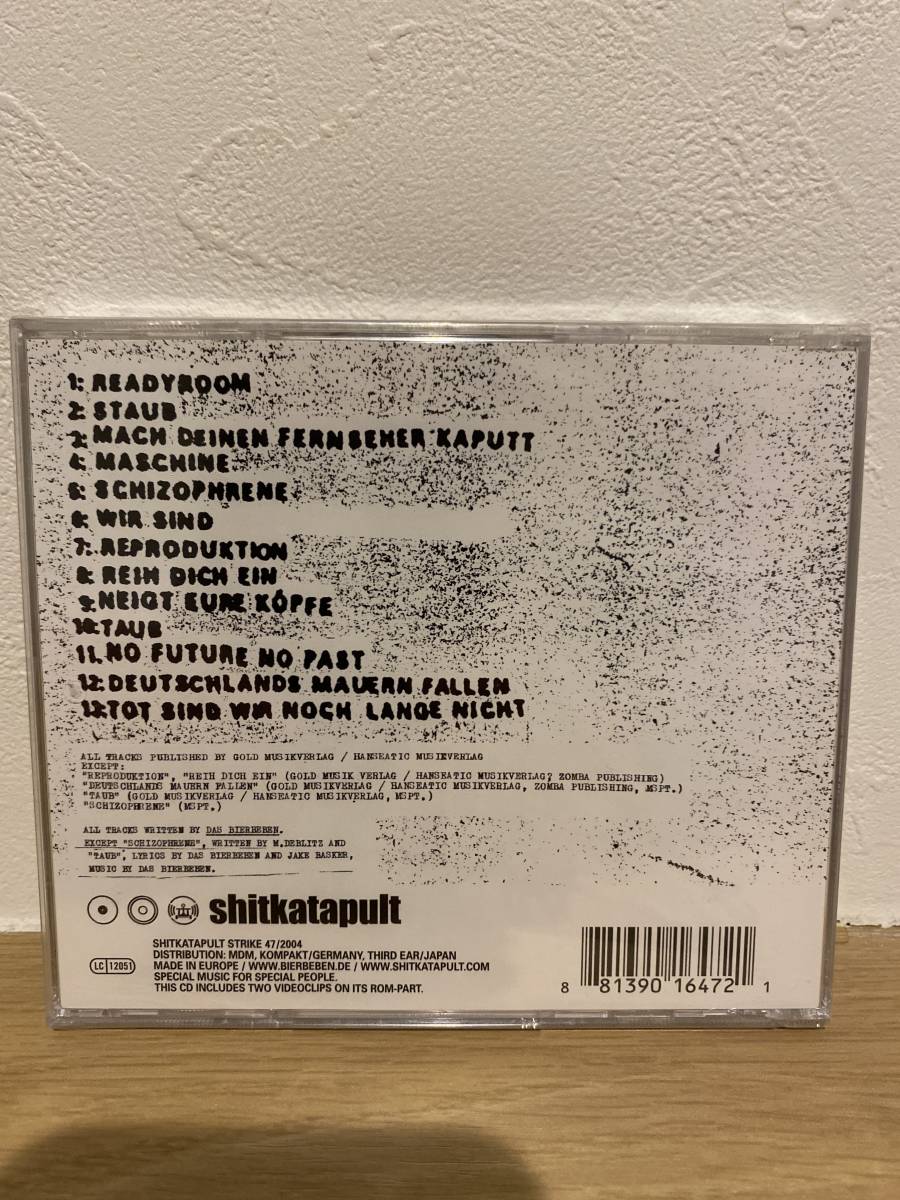 1: READYROOM
2: STAUB
3: MACH DEINEN FERNSEHER KAPUTT
4: MASCHINE
5: SCHIZOPHRENE
6: WIR SIND
7: REPRODUKTION
8: REIH DICH EIN
9: NEIGT EURE KÖPFE
10: TAUB
11. NO FUTURE NO PAST
12: DEUTSCHLANDS MAUERN FALLEN
13: TOT SIND WIR NOCH LANGE NICHT
ALL TRACKS PUBLISHED BY GOLD MUSIKVERLAG / HANSEATIC MUSIKVERLAG
EXCEPT:
"REPRODUKTION", "REIH DICH EIN" (GOLD MUSIK VERLAG / HANSEATIC MUSIKVERLAG, ZOMBA PUBLISHING)
"DEUTSCHLANDS MAUERN FALLEN" (GOLD MUSIKVERLAG / HANSEATIC MUSIKVERLAG, ZOMBA PUBLISHING, MSPT.)
"TAUB" (GOLD MUSIKVERLAG / HANSEATIC MUSIKVERLAG, MSPT.)
"SCHIZOPHRENE" (MSPT.)
ALL TRACKS WRITTEN BY DAS BIERBEBEN.
EXCEPT "SCHIZOPHRENE", WRITTEN BY M.DEBLITZ AND
"TAUB", LYRICS BY DAS BIERBEBEN AND JAKE BASKER,
MUSIC BY DAS BIERBEBEN.
shitkatapult
SHITKATAPULT STRIKE 47/2004
DISTRIBUTION: MDM, KOMPAKT/GERMANY, THIRD EAR/JAPAN
LC 12051 MADE IN EUROPE / WWW.BIERBEBEN.DE / WWW.SHITKATAPULT.COM
SPECIAL MUSIC FOR SPECIAL PEOPLE.
THIS CD INCLUDES TWO VIDEOCLIPS ON ITS ROM-PART.
8 81390 16472 1